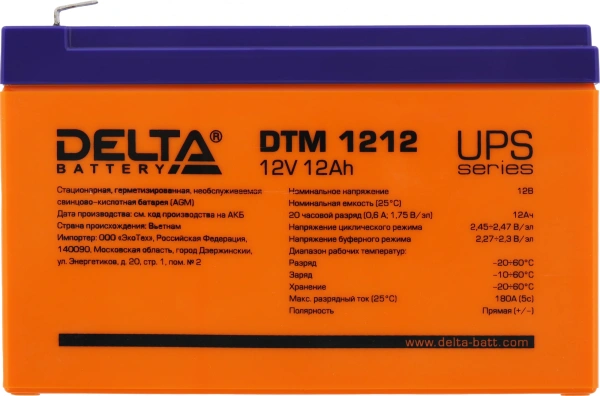 DELTA®
BATTERY
DTM 1212
12V 12Ah
UPS
series
Стационарная, герметизированная, необслуживаемая
свинцово-кислотная батарея (AGM)
Дата производства: см. код производства на АКБ
Страна происхождения: Вьетнам
Импортер: ООО «ЭкоТех», Российская Федерация,
140090, Московская область, город Дзержинский,
ул. Энергетиков, д. 20, стр. 1, пом. № 2
Номинальное напряжение 12В
Номинальная емкость (25°С)
20 часовой разряд (0,6 А; 1,75 В/эл) 12Ач
Напряжение циклического режима 2,45-2,47 В/эл
Напряжение буферного режима 2,27-2,3 В/эл
Диапазон рабочих температур:
Разряд -20~60°С
Заряд -10~60°С
Хранение -20~60°С
Макс. разрядный ток (25°С) 180А (5с)
Полярность Прямая (+/-)
www.delta-batt.com